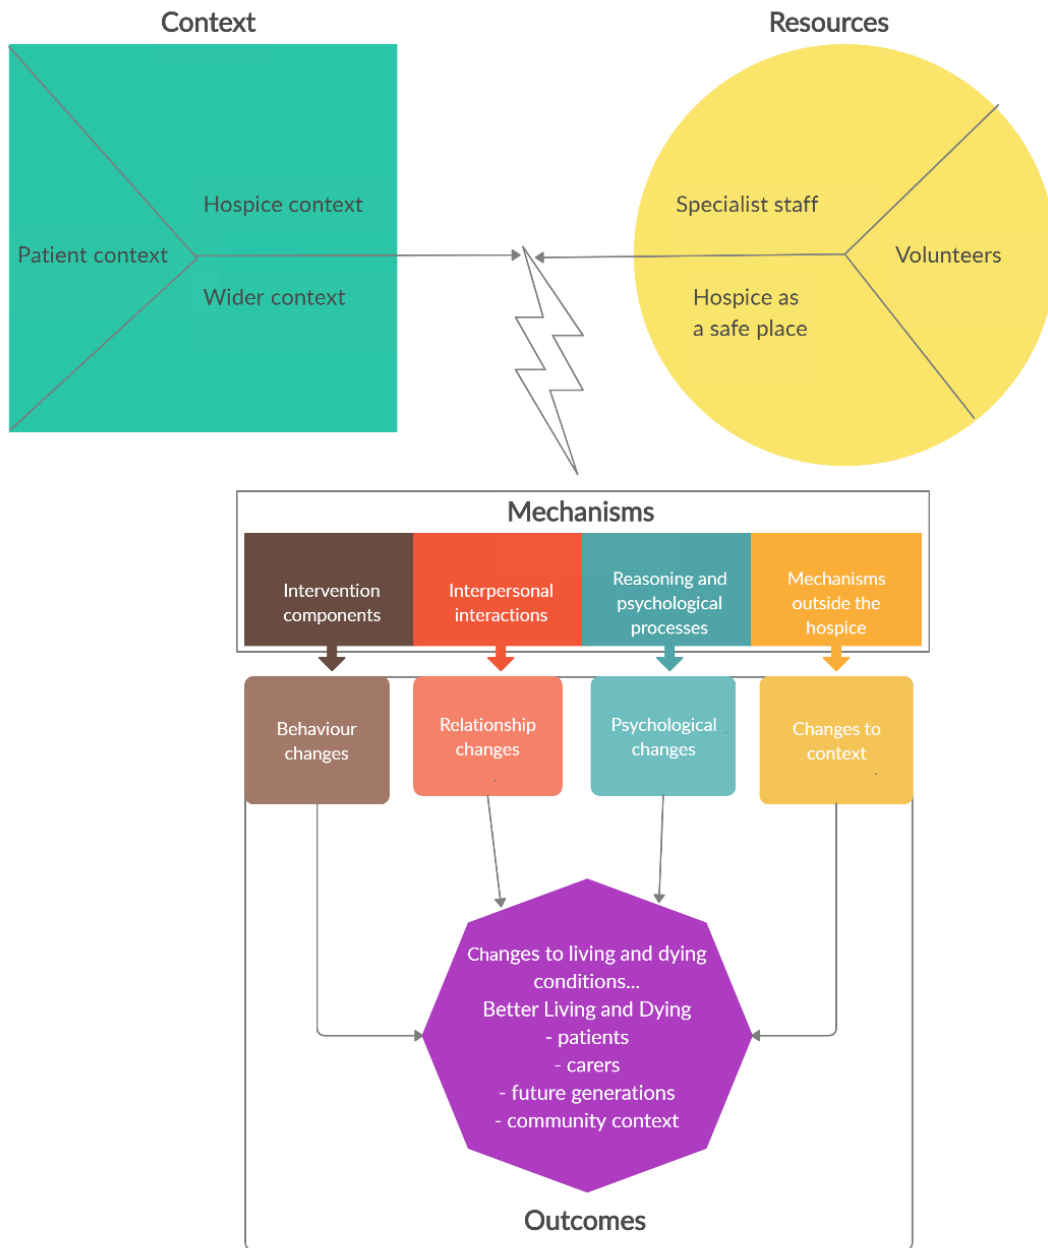 Context
Resources
Hospice context
Patient context
Wider context
Specialist staff
Volunteers
Hospice as
a safe place
Mechanisms
Intervention
components
Interpersonal
interactions
Reasoning and
psychological
processes
Mechanisms
outside the
hospice
Behaviour
changes
Relationship
changes
Psychological
changes
Changes to
context
Changes to living and dying
conditions...
Better Living and Dying
- patients
- carers
- future generations
- community context
Outcomes